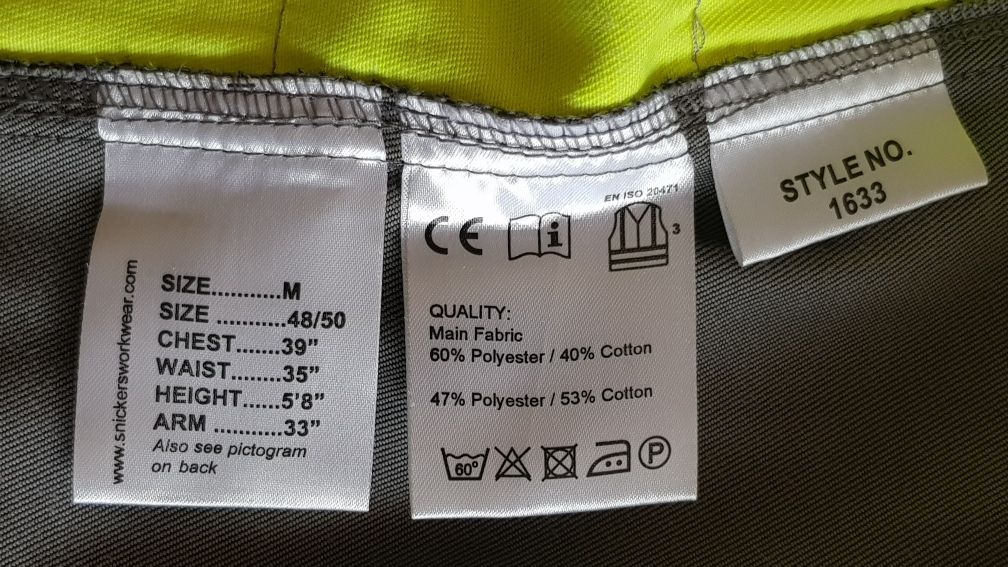 www.snickersworkwear.com
SIZE...........M
SIZE ...........48/50
CHEST.......39”
WAIST........35”
HEIGHT......5’8”
ARM ...........33”
Also see pictogram
on back
EN ISO 20471
CE
i
3
QUALITY:
Main Fabric
60% Polyester / 40% Cotton
47% Polyester / 53% Cotton
60°
P
STYLE NO.
1633